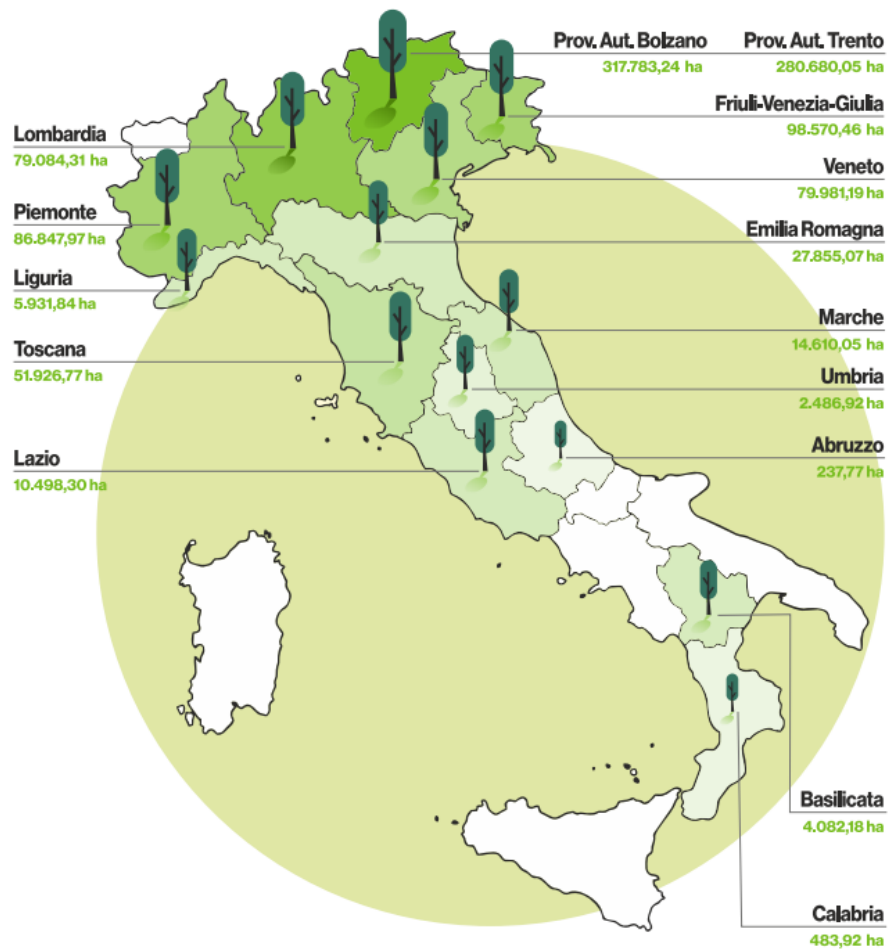 Prov. Aut. Bolzano
317.783,24 ha
Prov. Aut. Trento
280.680,05 ha
Friuli-Venezia-Giulia
98.570,46 ha
Lombardia
79.084,31 ha
Veneto
79.981,19 ha
Piemonte
86.847,97 ha
Emilia Romagna
27.855,07 ha
Liguria
5.931,84 ha
Marche
14.610,05 ha
Toscana
51.926,77 ha
Umbria
2.486,92 ha
Abruzzo
237,77 ha
Lazio
10.498,30 ha
Basilicata
4.082,18 ha
Calabria
483,92 ha